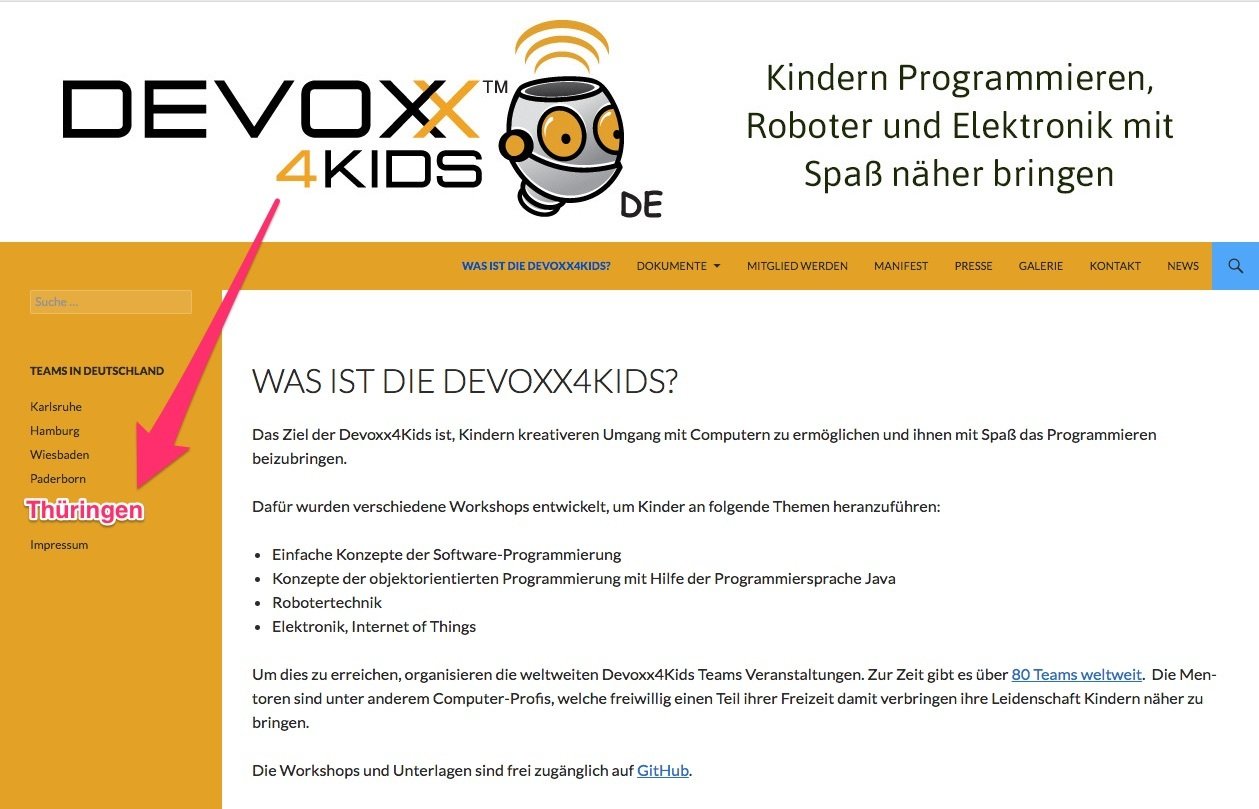 DEVOXX™
4KIDS
DE
Kindern Programmieren,
Roboter und Elektronik mit
Spaß näher bringen
WAS IST DIE DEVOXX4KIDS?
DOKUMENTE
MITGLIED WERDEN
MANIFEST
PRESSE
GALERIE
KONTAKT
NEWS
Suche ...
TEAMS IN DEUTSCHLAND
Karlsruhe
Hamburg
Wiesbaden
Paderborn
Thüringen
Impressum
WAS IST DIE DEVOXX4KIDS?
Das Ziel der Devoxx4Kids ist, Kindern kreativeren Umgang mit Computern zu ermöglichen und ihnen mit Spaß das Programmieren
beizubringen.
Dafür wurden verschiedene Workshops entwickelt, um Kinder an folgende Themen heranzuführen:
• Einfache Konzepte der Software-Programmierung
• Konzepte der objektorientierten Programmierung mit Hilfe der Programmiersprache Java
• Robotertechnik
• Elektronik, Internet of Things
Um dies zu erreichen, organisieren die weltweiten Devoxx4Kids Teams Veranstaltungen. Zur Zeit gibt es über 80 Teams weltweit. Die Men-
toren sind unter anderem Computer-Profis, welche freiwillig einen Teil ihrer Freizeit damit verbringen ihre Leidenschaft Kindern näher zu
bringen.
Die Workshops und Unterlagen sind frei zugänglich auf GitHub.